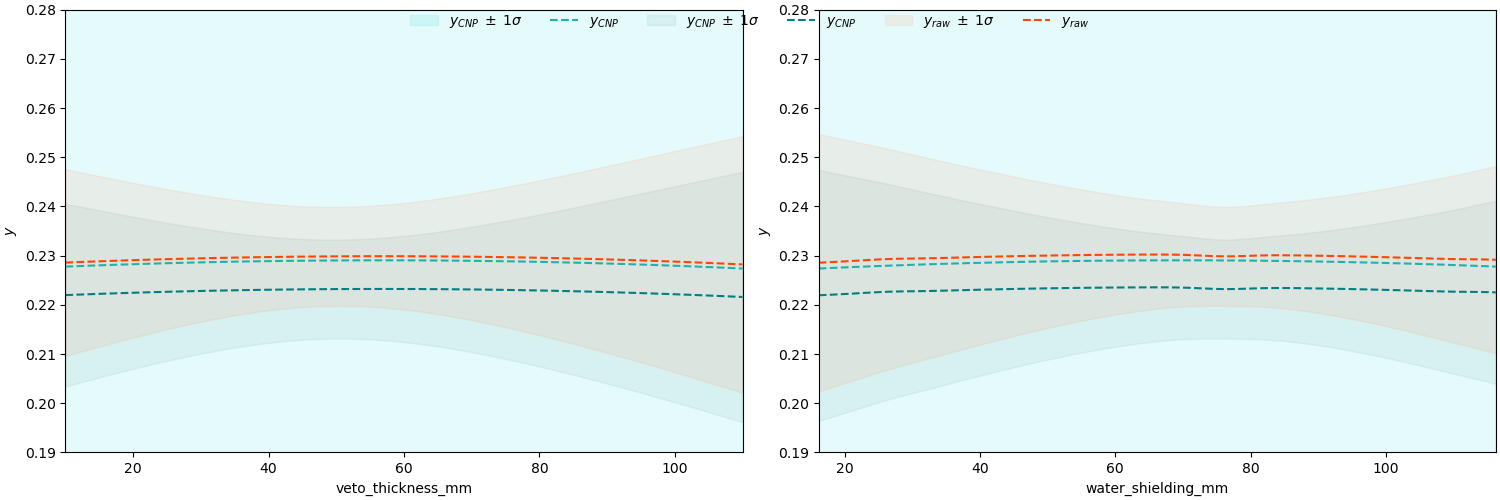 y_CNP ± 1σ y_CNP y_CNP ± 1σ y_CNP y_raw ± 1σ y_raw
0.28
0.27
0.26
0.25
0.24
0.23
0.22
0.21
0.20
0.19
y
20 40 60 80 100
veto_thickness_mm
0.28
0.27
0.26
0.25
0.24
0.23
0.22
0.21
0.20
0.19
y
20 40 60 80 100
water_shielding_mm